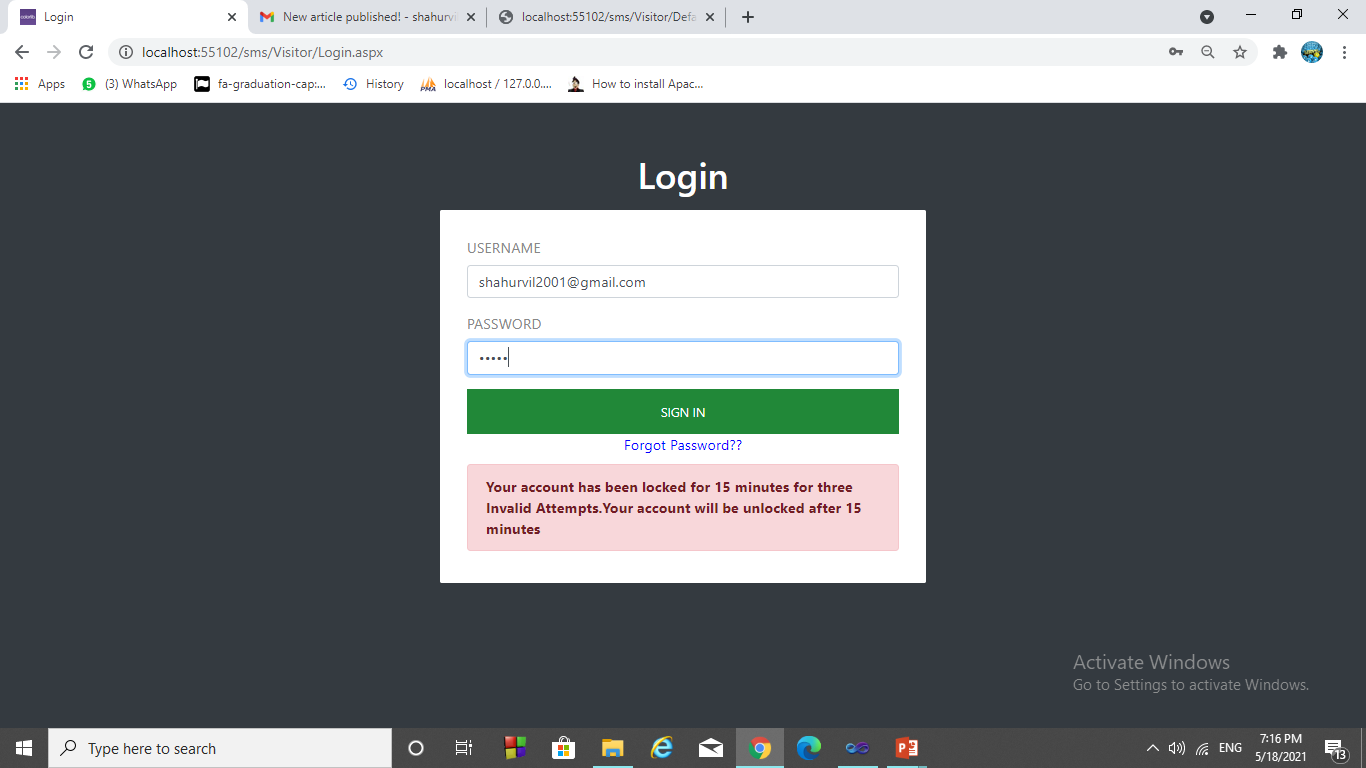 Login
New article published! - shahurvil
localhost:55102/sms/Visitor/Defa
localhost:55102/sms/Visitor/Login.aspx
Apps
5
(3) WhatsApp
fa-graduation-cap:...
History
PMA
localhost / 127.0.0....
How to install Apac...
Login
USERNAME
shahurvil2001@gmail.com
PASSWORD
•••••
SIGN IN
Forgot Password??
Your account has been locked for 15 minutes for three
Invalid Attempts.Your account will be unlocked after 15
minutes
Activate Windows
Go to Settings to activate Windows.
Type here to search
ENG
7:16 PM
5/18/2021
13